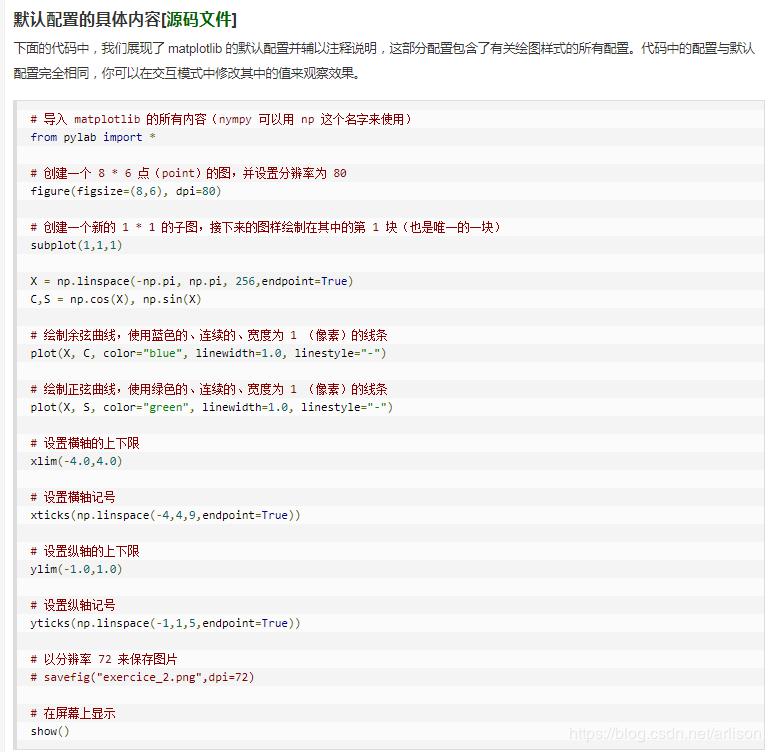 默认配置的具体内容[源码文件]
下面的代码中，我们展现了 matplotlib 的默认配置并辅以注释说明，这部分配置包含了有关绘图样式的所有配置。代码中的配置与默认
配置完全相同，你可以在交互模式中修改其中的值来观察效果。
# 导入 matplotlib 的所有内容（nympy 可以用 np 这个名字来使用）
from pylab import *
# 创建一个 8 * 6 点（point）的图，并设置分辨率为 80
figure(figsize=(8,6), dpi=80)
# 创建一个新的 1 * 1 的子图，接下来的图样绘制在其中的第 1 块（也是唯一的一块）
subplot(1,1,1)
X = np.linspace(-np.pi, np.pi, 256,endpoint=True)
C,S = np.cos(X), np.sin(X)
# 绘制余弦曲线，使用蓝色的、连续的、宽度为 1 （像素）的线条
plot(X, C, color="blue", linewidth=1.0, linestyle="-")
# 绘制正弦曲线，使用绿色的、连续的、宽度为 1 （像素）的线条
plot(X, S, color="green", linewidth=1.0, linestyle="-")
# 设置横轴的上下限
xlim(-4.0,4.0)
# 设置横轴记号
xticks(np.linspace(-4,4,9,endpoint=True))
# 设置纵轴的上下限
ylim(-1.0,1.0)
# 设置纵轴记号
yticks(np.linspace(-1,1,5,endpoint=True))
# 以分辨率 72 来保存图片
# savefig("exercice_2.png",dpi=72)
# 在屏幕上显示
show()
https://blog.csdn.net/arlison